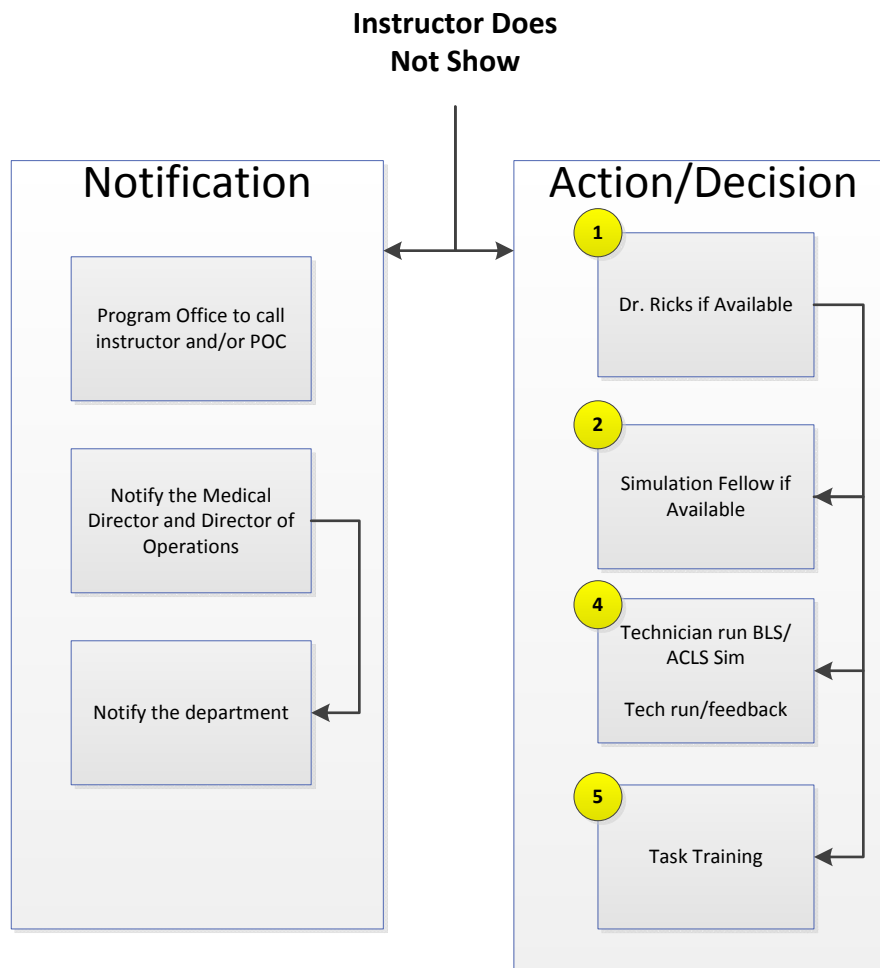 Instructor Does
Not Show
Notification
Program Office to call
instructor and/or POC
Notify the Medical
Director and Director of
Operations
Notify the department
Action/Decision
1
Dr. Ricks if Available
2
Simulation Fellow if
Available
4
Technician run BLS/
ACLS Sim
Tech run/feedback
5
Task Training